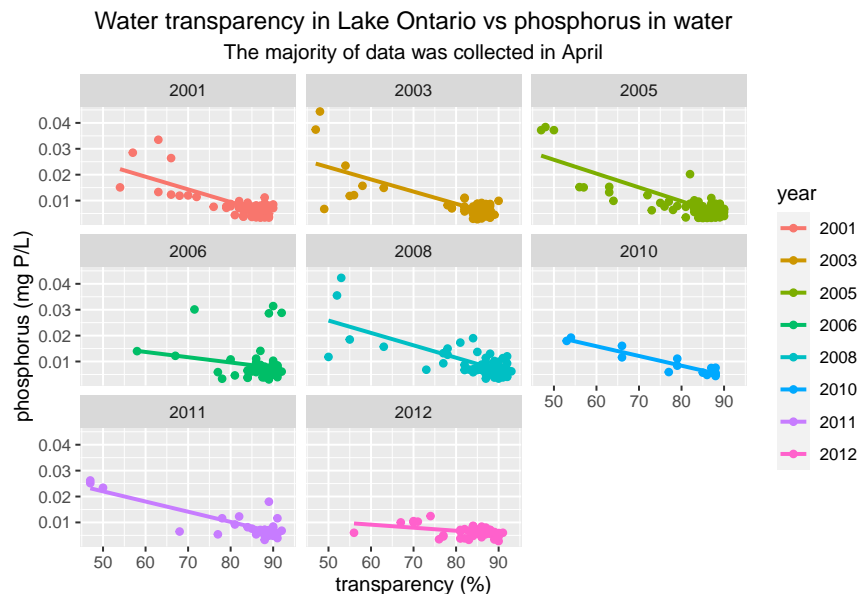 Water transparency in Lake Ontario vs phosphorus in water
The majority of data was collected in April
2001 2003 2005
0.04
0.03
0.02
0.01
2006 2008 2010
0.04
0.03
0.02
0.01
50 60 70 80 90
2011 2012
0.04
0.03
0.02
0.01
50 60 70 80 90 50 60 70 80 90
transparency (%)
phosphorus (mg P/L)
year
2001
2003
2005
2006
2008
2010
2011
2012